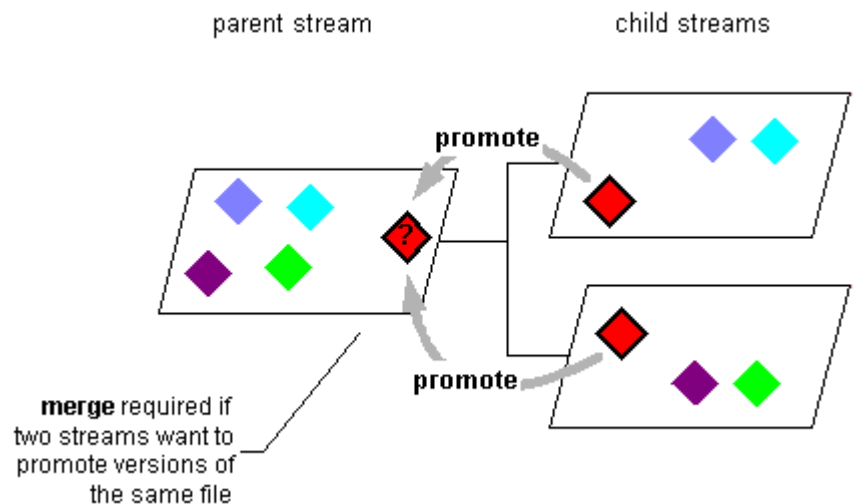 parent stream
child streams
promote
?
promote
merge required if
two streams want to
promote versions of
the same file